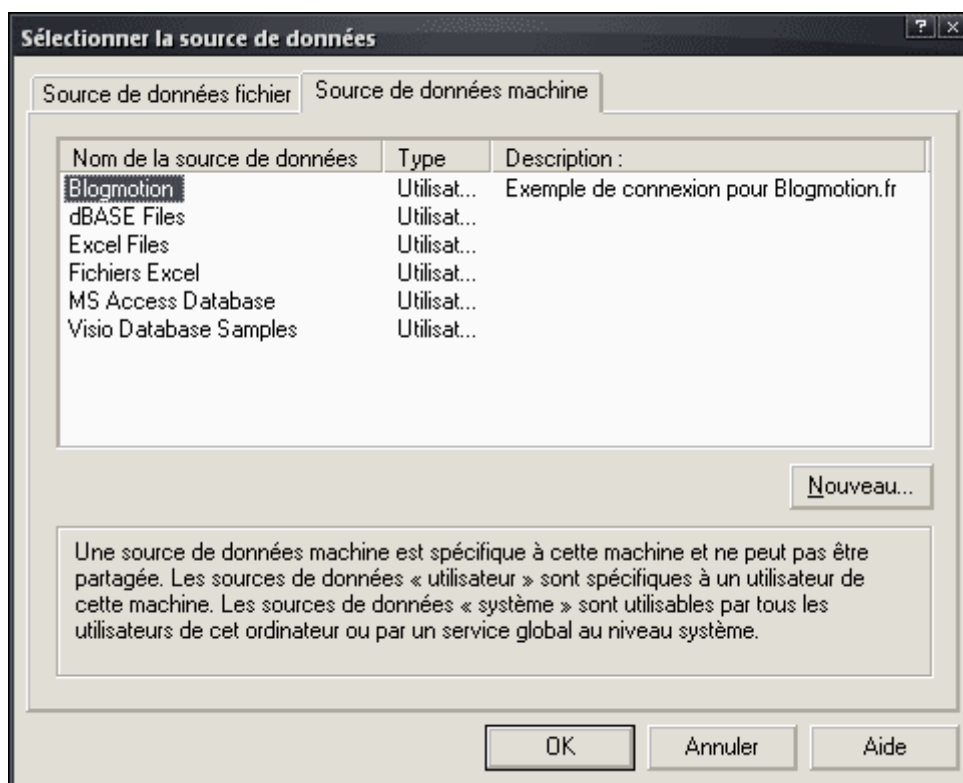 Sélectionner la source de données
Source de données fichier Source de données machine
Nom de la source de données Type Description :
Blogmotion Utilisat... Exemple de connexion pour Blogmotion.fr
dBASE Files Utilisat...
Excel Files Utilisat...
Fichiers Excel Utilisat...
MS Access Database Utilisat...
Visio Database Samples Utilisat...
Nouveau...
Une source de données machine est spécifique à cette machine et ne peut pas être
partagée. Les sources de données « utilisateur » sont spécifiques à un utilisateur de
cette machine. Les sources de données « système » sont utilisables par tous les
utilisateurs de cet ordinateur ou par un service global au niveau système.
OK Annuler Aide